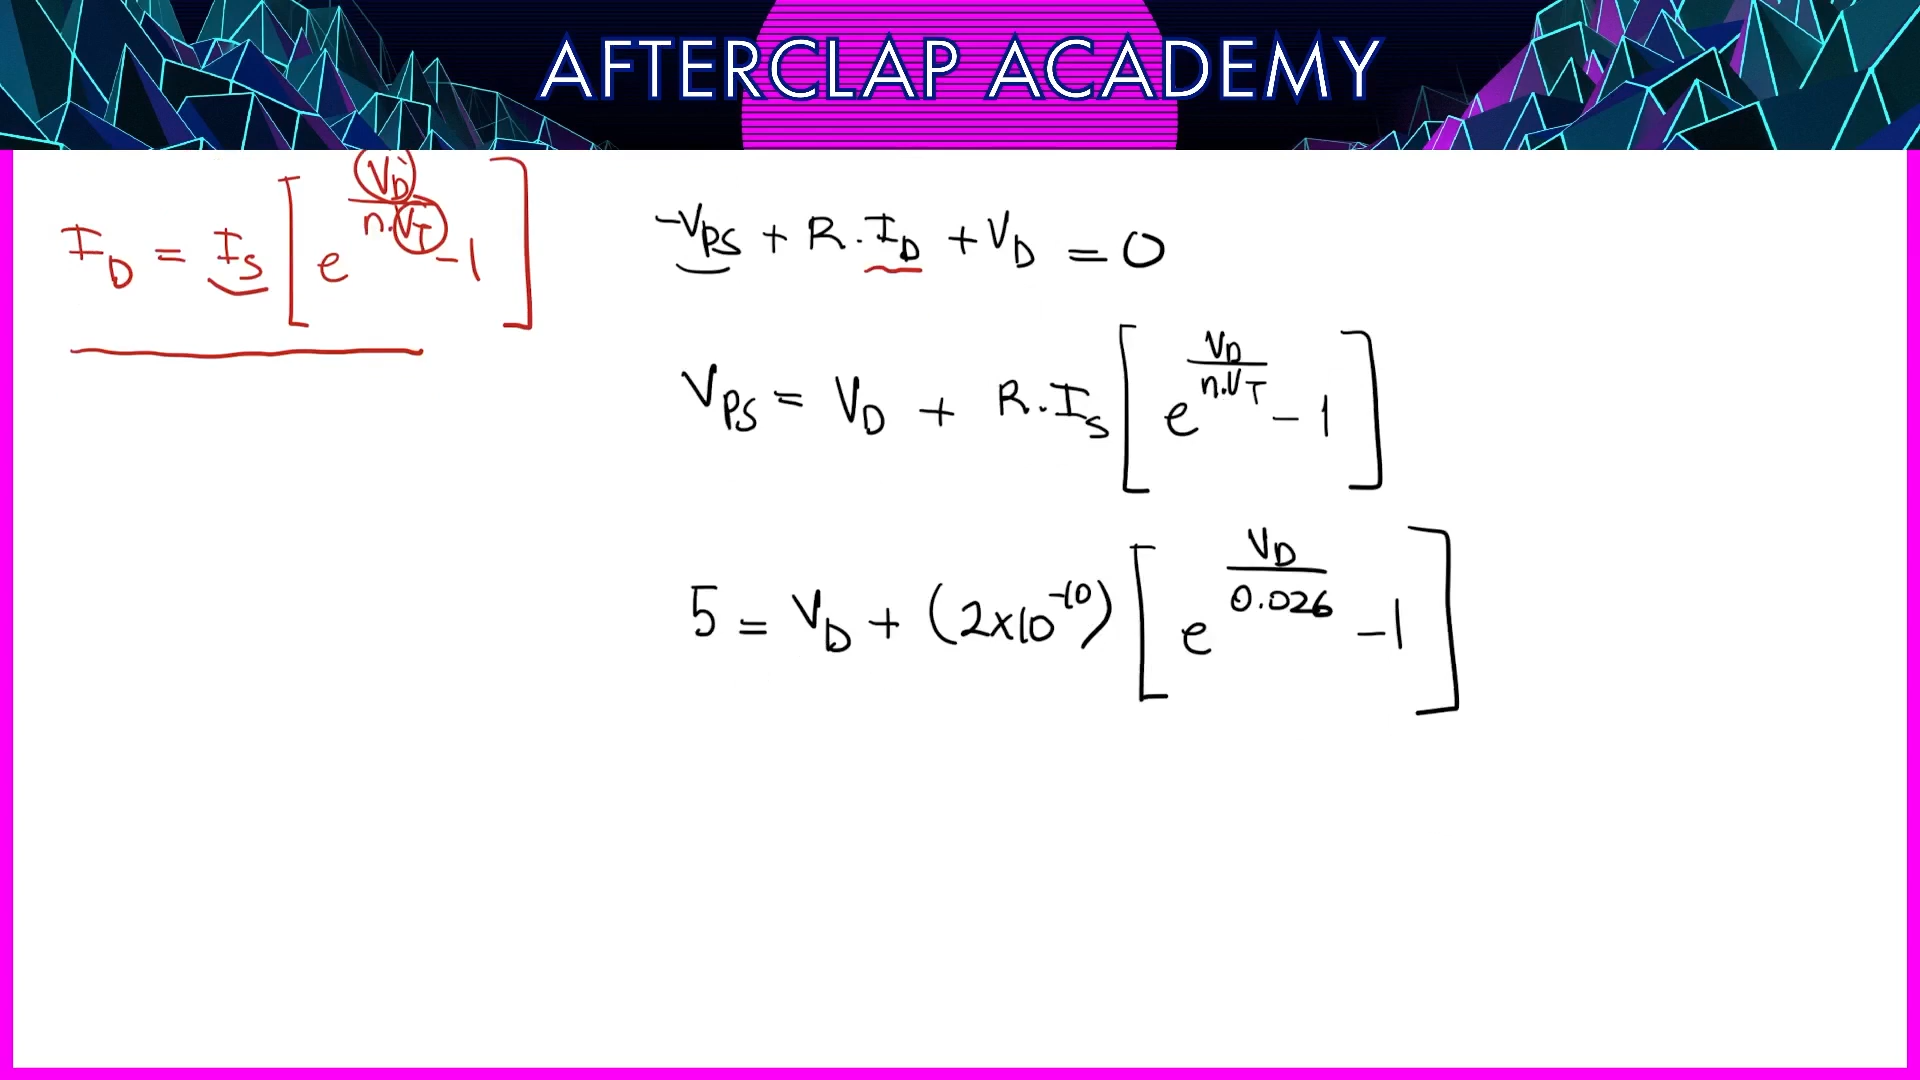 AFTERCLAP ACADEMY
I_D = I_S [ e^(V_D / n.V_T) - 1 ]
-V_PS + R.I_D + V_D = 0
V_PS = V_D + R.I_S [ e^(V_D / n.V_T) - 1 ]
5 = V_D + (2x10^-10) [ e^(V_D / 0.026) - 1 ]